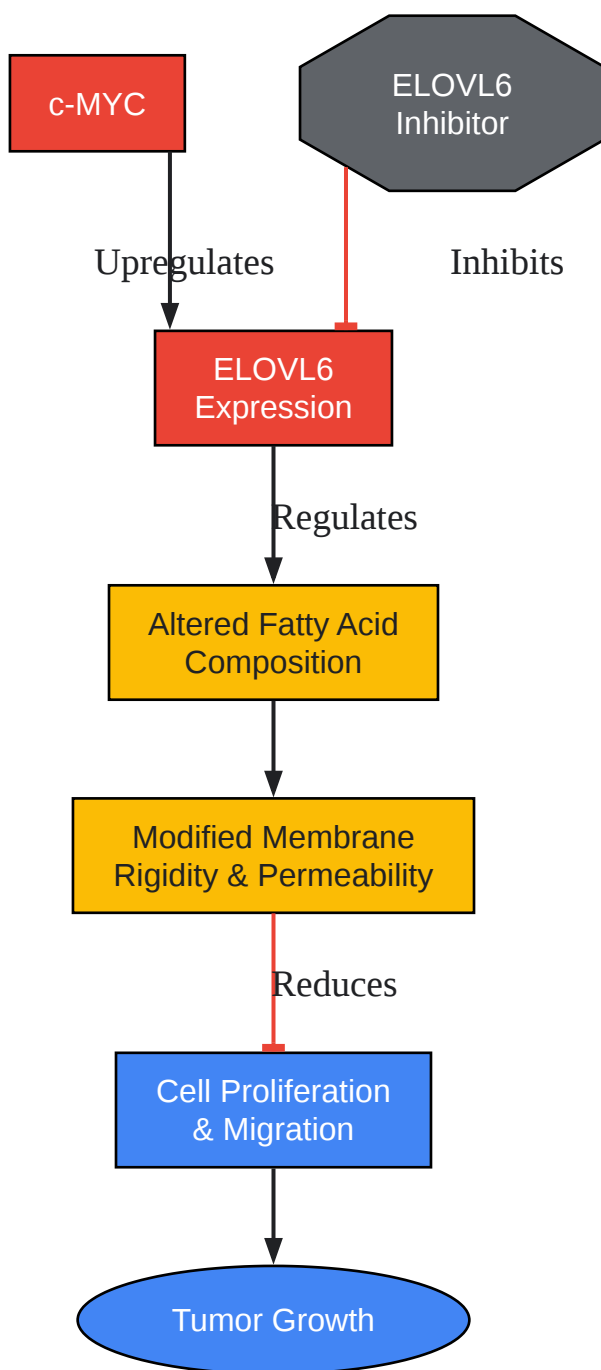 c-MYC
ELOVL6
Inhibitor
Upregulates
Inhibits
ELOVL6
Expression
Regulates
Altered Fatty Acid
Composition
Modified Membrane
Rigidity & Permeability
Reduces
Cell Proliferation
& Migration
Tumor Growth